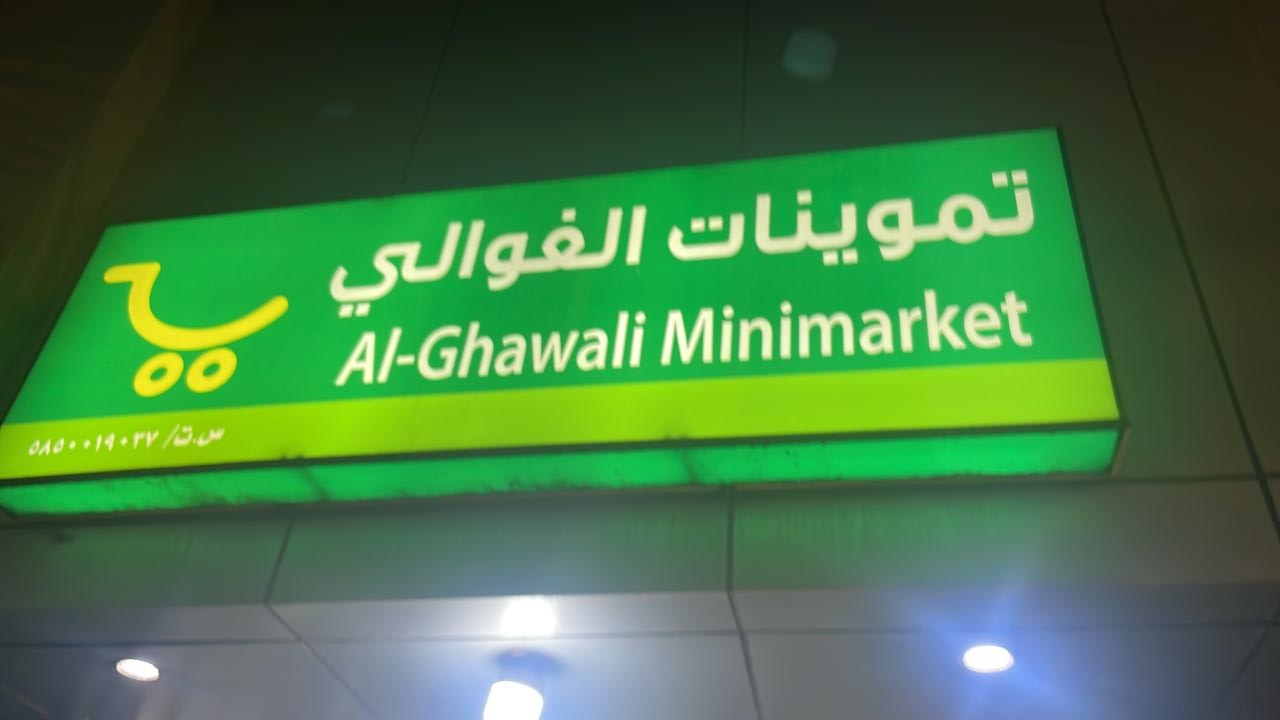 تموينات الغوالي
Al-Ghawali Minimarket
س.ت/ ٥٨٥٠٠١٩٠٣٧